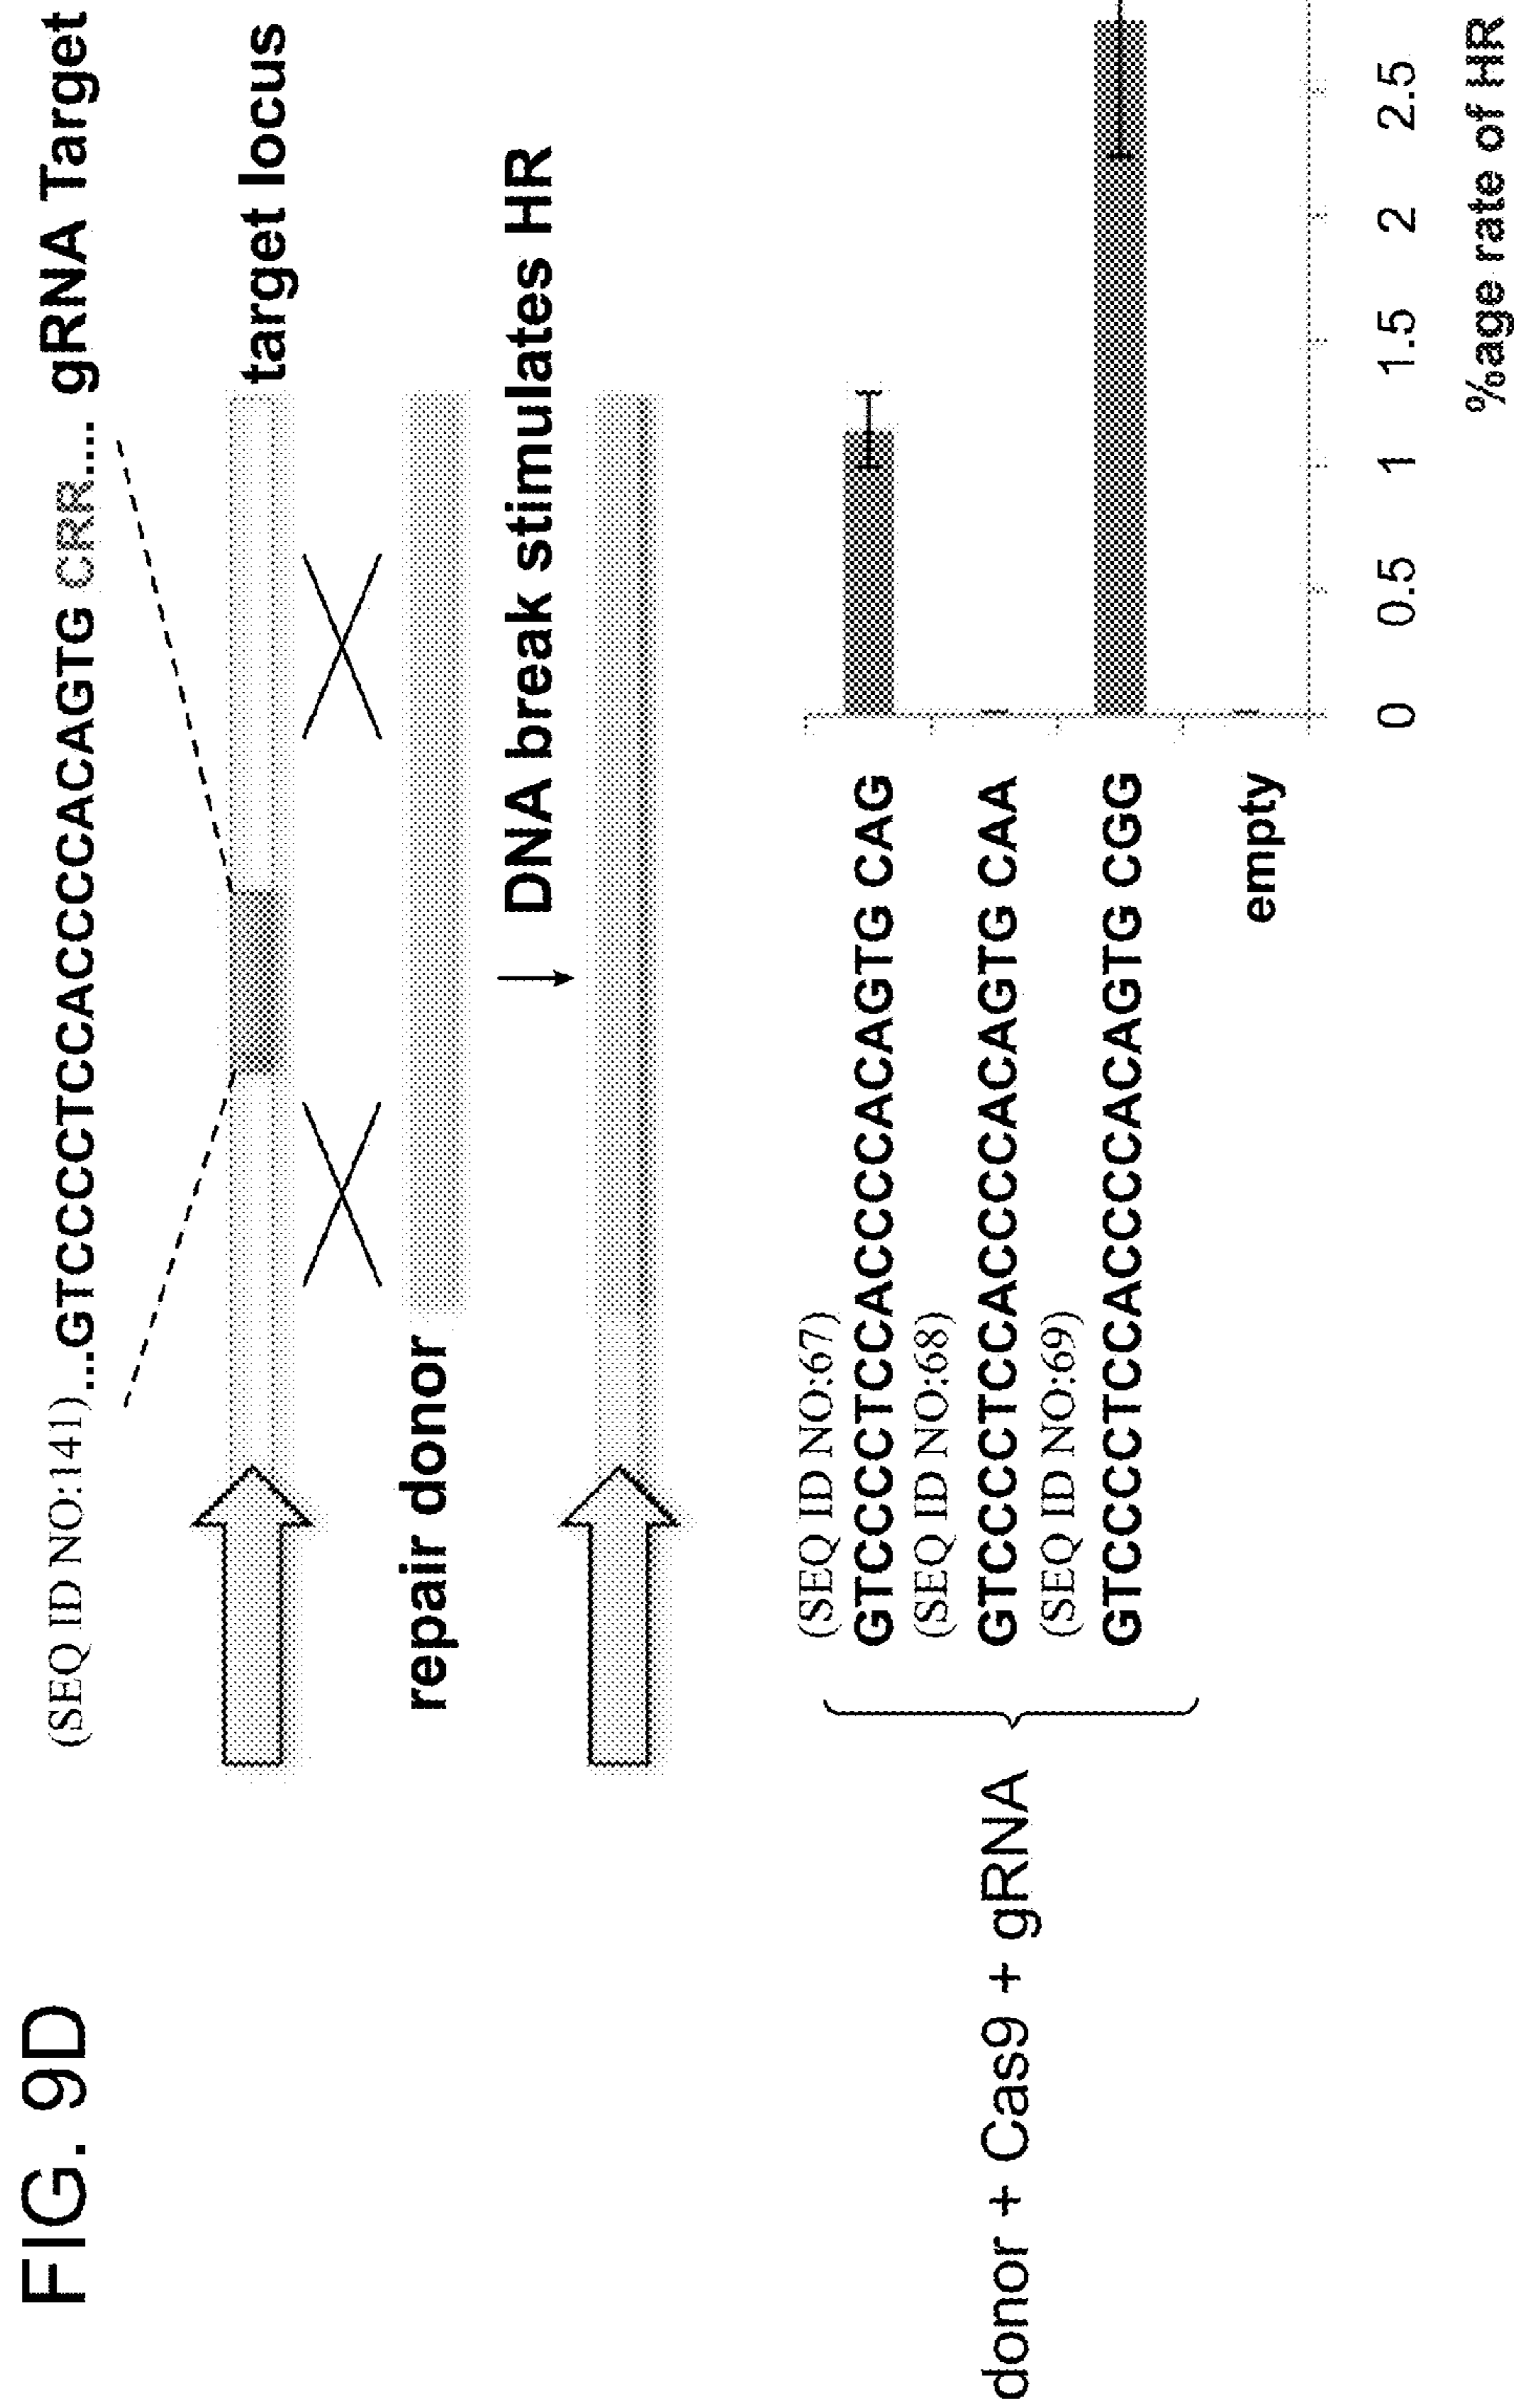 FIG. 9D
(SEQ ID NO:141)...GTCCCCTCCACCCCACAGTG CRR.... gRNA Target
target locus
repair donor
DNA break stimulates HR
donor + Cas9 + gRNA
(SEQ ID NO:67)
GTCCCCTCCACCCCACAGTG CAG
(SEQ ID NO:68)
GTCCCCTCCACCCCACAGTG CAA
(SEQ ID NO:69)
GTCCCCTCCACCCCACAGTG CGG
empty
0 0.5 1 1.5 2 2.5
%age rate of HR